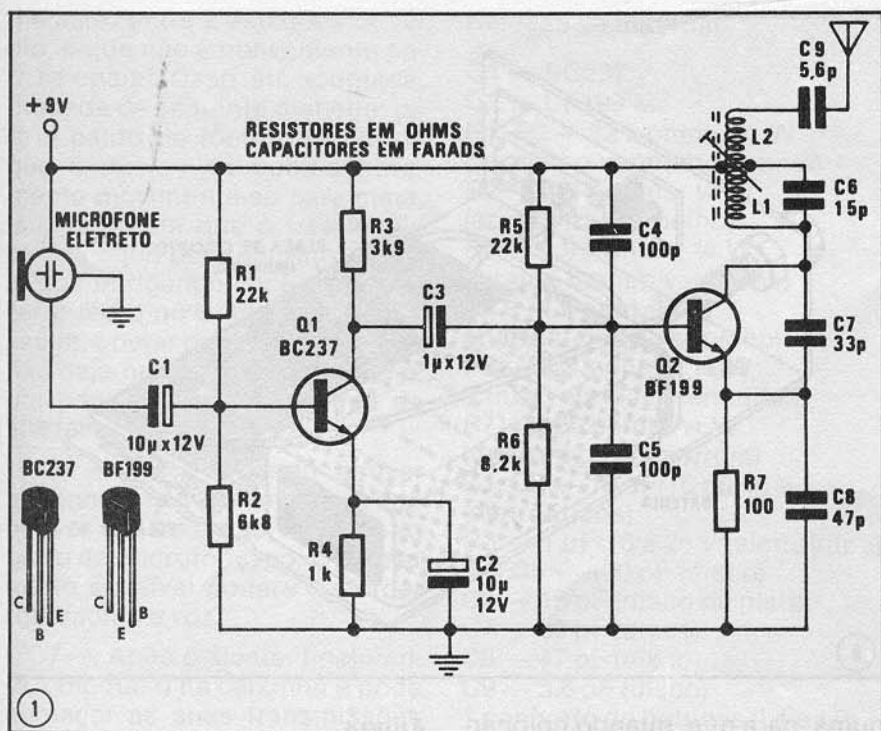 +9V
RESISTORES EM OHMS
CAPACITORES EM FARADS
MICROFONE
ELETRETO
C1
10µx12V
R1
22k
R2
6k8
R3
3k9
Q1
BC237
R4
1k
C2
10µ
12V
C3
1µx12V
R5
22k
R6
8,2k
C4
100p
C5
100p
Q2
BF199
R7
100
L2
L1
C9
5,6p
C6
15p
C7
33p
C8
47p
BC237
BF199
C
B
E
C
E
B
1